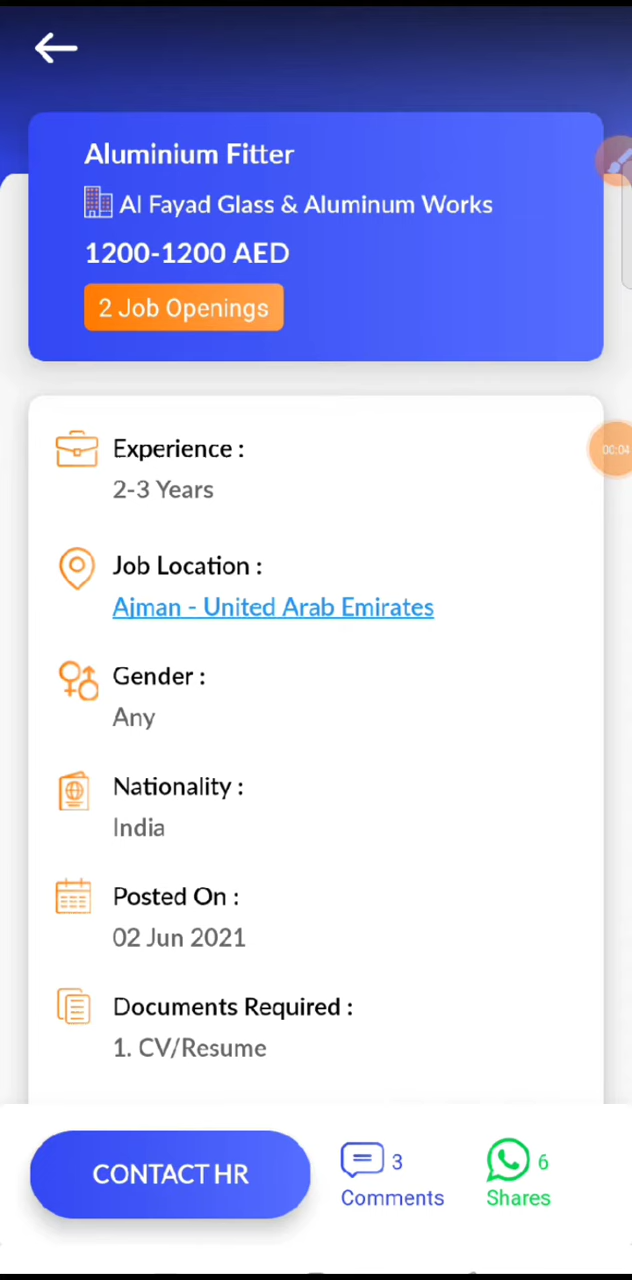 Aluminium Fitter
Al Fayad Glass & Aluminum Works
1200-1200 AED
2 Job Openings
Experience :
00:04
2-3 Years
Job Location :
Ajman - United Arab Emirates
Gender :
Any
Nationality :
India
Posted On :
02 Jun 2021
Documents Required :
1. CV/Resume
CONTACT HR
3
Comments
6
Shares